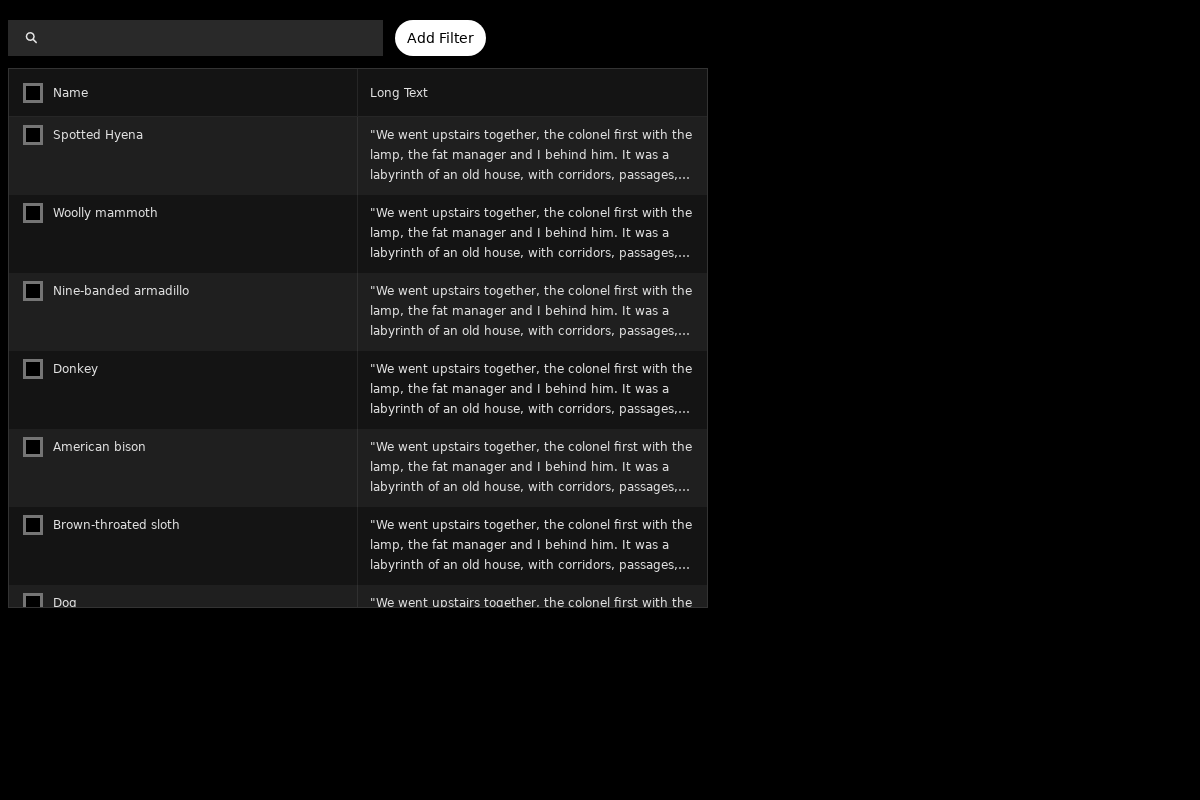 Add Filter
Name
Long Text
Spotted Hyena
"We went upstairs together, the colonel first with the
lamp, the fat manager and I behind him. It was a
labyrinth of an old house, with corridors, passages,...
Woolly mammoth
"We went upstairs together, the colonel first with the
lamp, the fat manager and I behind him. It was a
labyrinth of an old house, with corridors, passages,...
Nine-banded armadillo
"We went upstairs together, the colonel first with the
lamp, the fat manager and I behind him. It was a
labyrinth of an old house, with corridors, passages,...
Donkey
"We went upstairs together, the colonel first with the
lamp, the fat manager and I behind him. It was a
labyrinth of an old house, with corridors, passages,...
American bison
"We went upstairs together, the colonel first with the
lamp, the fat manager and I behind him. It was a
labyrinth of an old house, with corridors, passages,...
Brown-throated sloth
"We went upstairs together, the colonel first with the
lamp, the fat manager and I behind him. It was a
labyrinth of an old house, with corridors, passages,...
Dog
"We went upstairs together, the colonel first with the